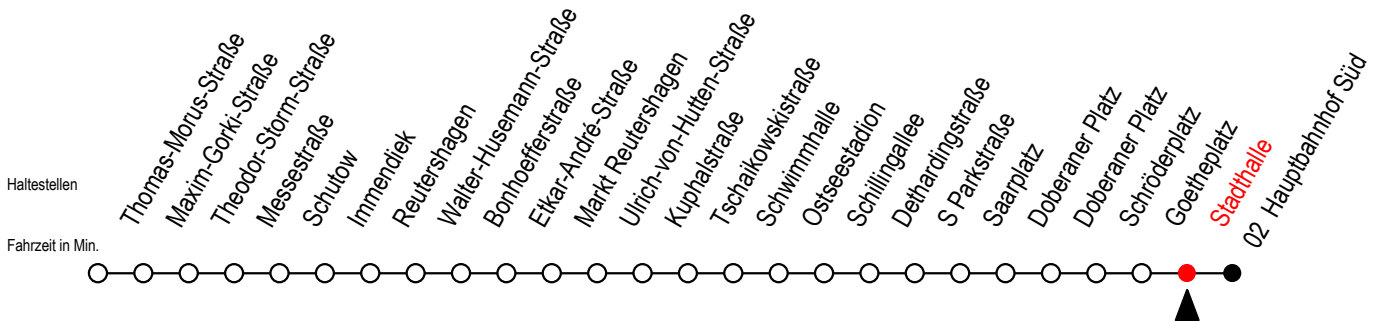 Haltestellen
Thomas-Morus-Straße
Maxim-Gorki-Straße
Theodor-Storm-Straße
Messestraße
Schutow
Immendiek
Reutershagen
Walter-Husemann-Straße
Bonhoefferstraße
Etkar-André-Straße
Markt Reutershagen
Ulrich-von-Hutten-Straße
Kuphalstraße
Tschaikowskistraße
Schwimmhalle
Ostseestadion
Schillingallee
Dethardingstraße
S Parkstraße
Saarplatz
Doberaner Platz
Doberaner Platz
Schröderplatz
Goetheplatz
Stadthalle
02 Hauptbahnhof Süd
Fahrzeit in Min.